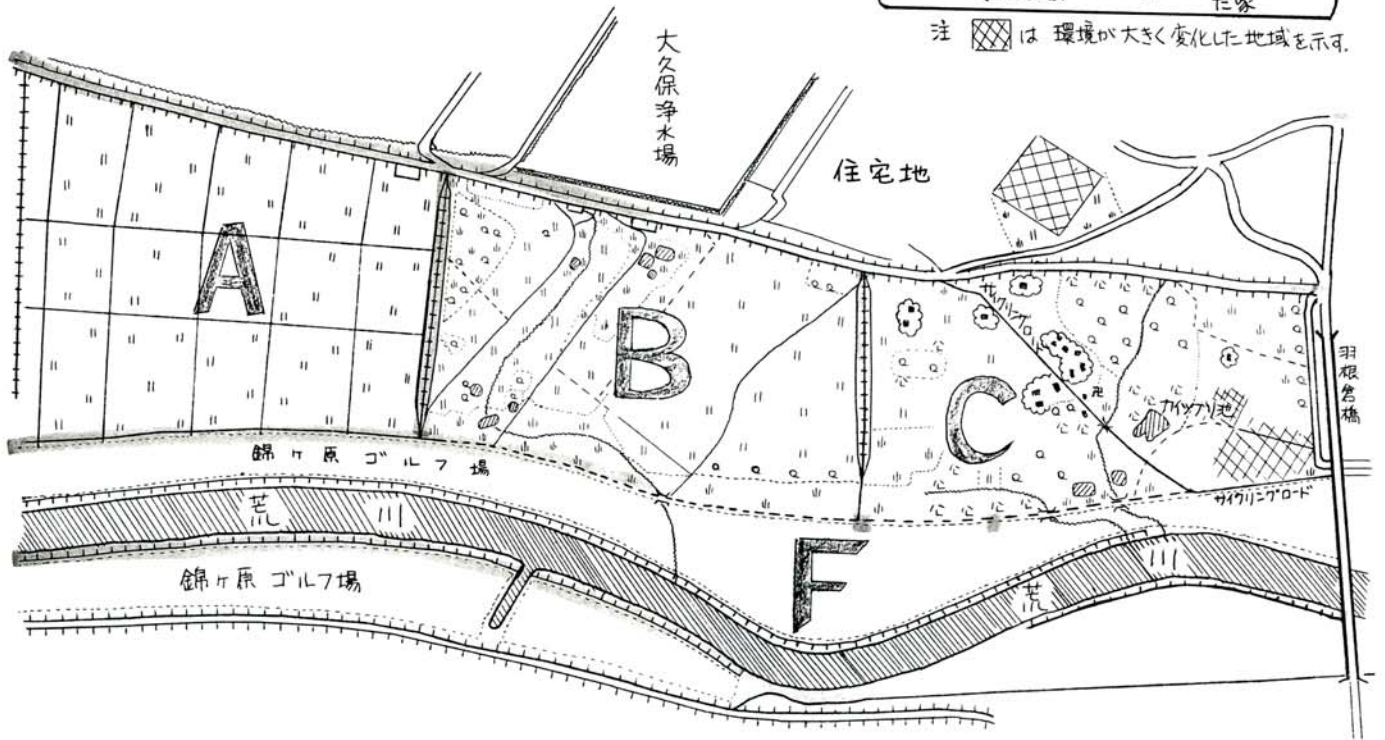 た家
注 は 環境が大きく変化した地域を示す.
大久保浄水場
住宅地
A
B
C
サイクリング
卍
カイツブリ池
羽根倉橋
錦ヶ原ゴルフ場
サイクリングロード
荒川
F
荒川
錦ヶ原ゴルフ場